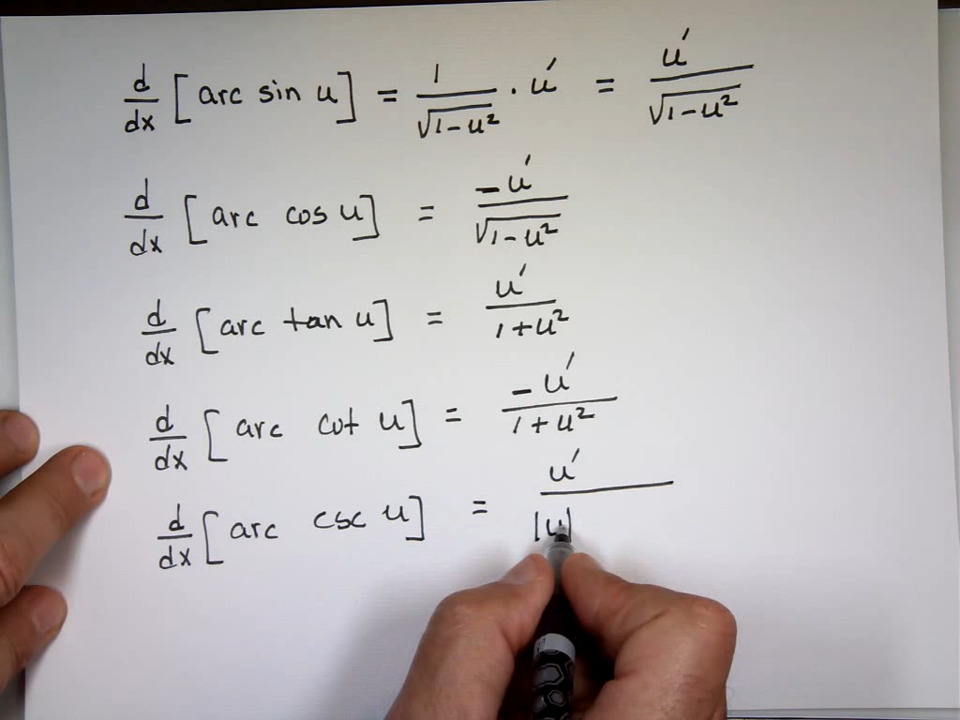 d/dx [arc sin u] = 1/√1-u² · u' = u'/√1-u²
d/dx [arc cos u] = -u'/√1-u²
d/dx [arc tan u] = u'/1+u²
d/dx [arc cot u] = -u'/1+u²
d/dx [arc csc u] = u'/|u|